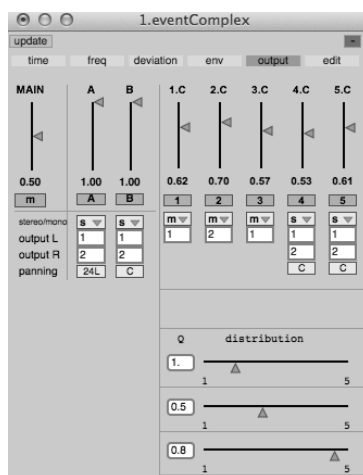 1.eventComplex
update -
time freq deviation env output edit
MAIN A B 1.C 2.C 3.C 4.C 5.C
0.50 1.00 1.00 0.62 0.70 0.57 0.53 0.61
m A B 1 2 3 4 5
stereo/mono s s m m m s s
output L 1 1 1 2 1 1 1
output R 2 2 2 2
panning 24L C C C
Q distribution
1.
1 5
0.5
1 5
0.8
1 5